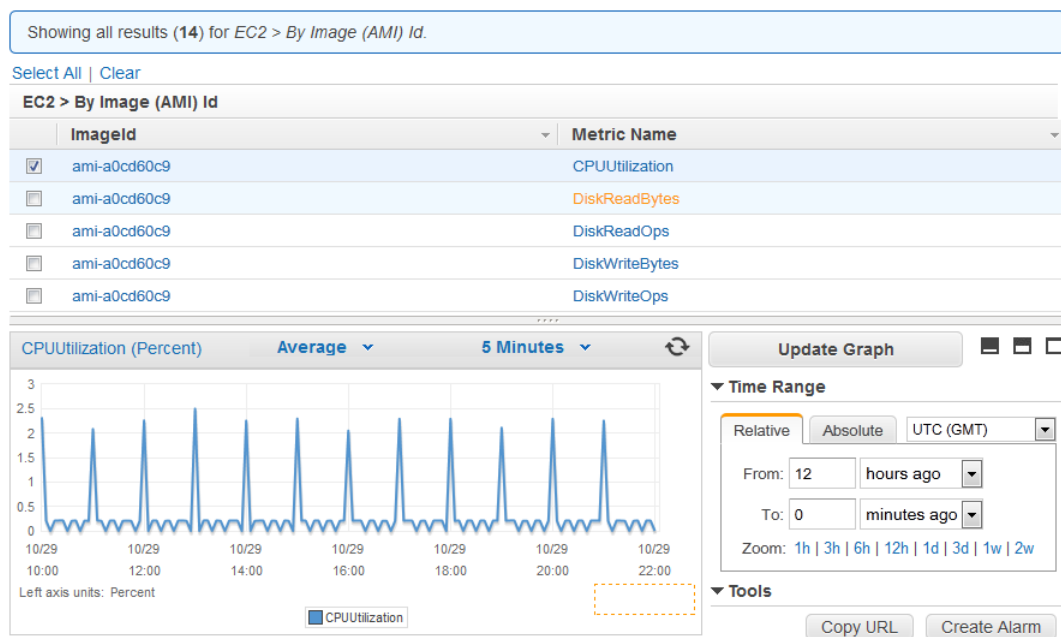 Showing all results (14) for EC2 > By Image (AMI) Id.
Select All | Clear
EC2 > By Image (AMI) Id
ImageId Metric Name
ami-a0cd60c9 CPUUtilization
ami-a0cd60c9 DiskReadBytes
ami-a0cd60c9 DiskReadOps
ami-a0cd60c9 DiskWriteBytes
ami-a0cd60c9 DiskWriteOps
CPUUtilization (Percent) Average 5 Minutes
3
2.5
2
1.5
1
0.5
0
10/29 10/29 10/29 10/29 10/29 10/29 10/29
10:00 12:00 14:00 16:00 18:00 20:00 22:00
Left axis units: Percent
CPUUtilization
Update Graph
Time Range
Relative Absolute UTC (GMT)
From: 12 hours ago
To: 0 minutes ago
Zoom: 1h | 3h | 6h | 12h | 1d | 3d | 1w | 2w
Tools
Copy URL Create Alarm